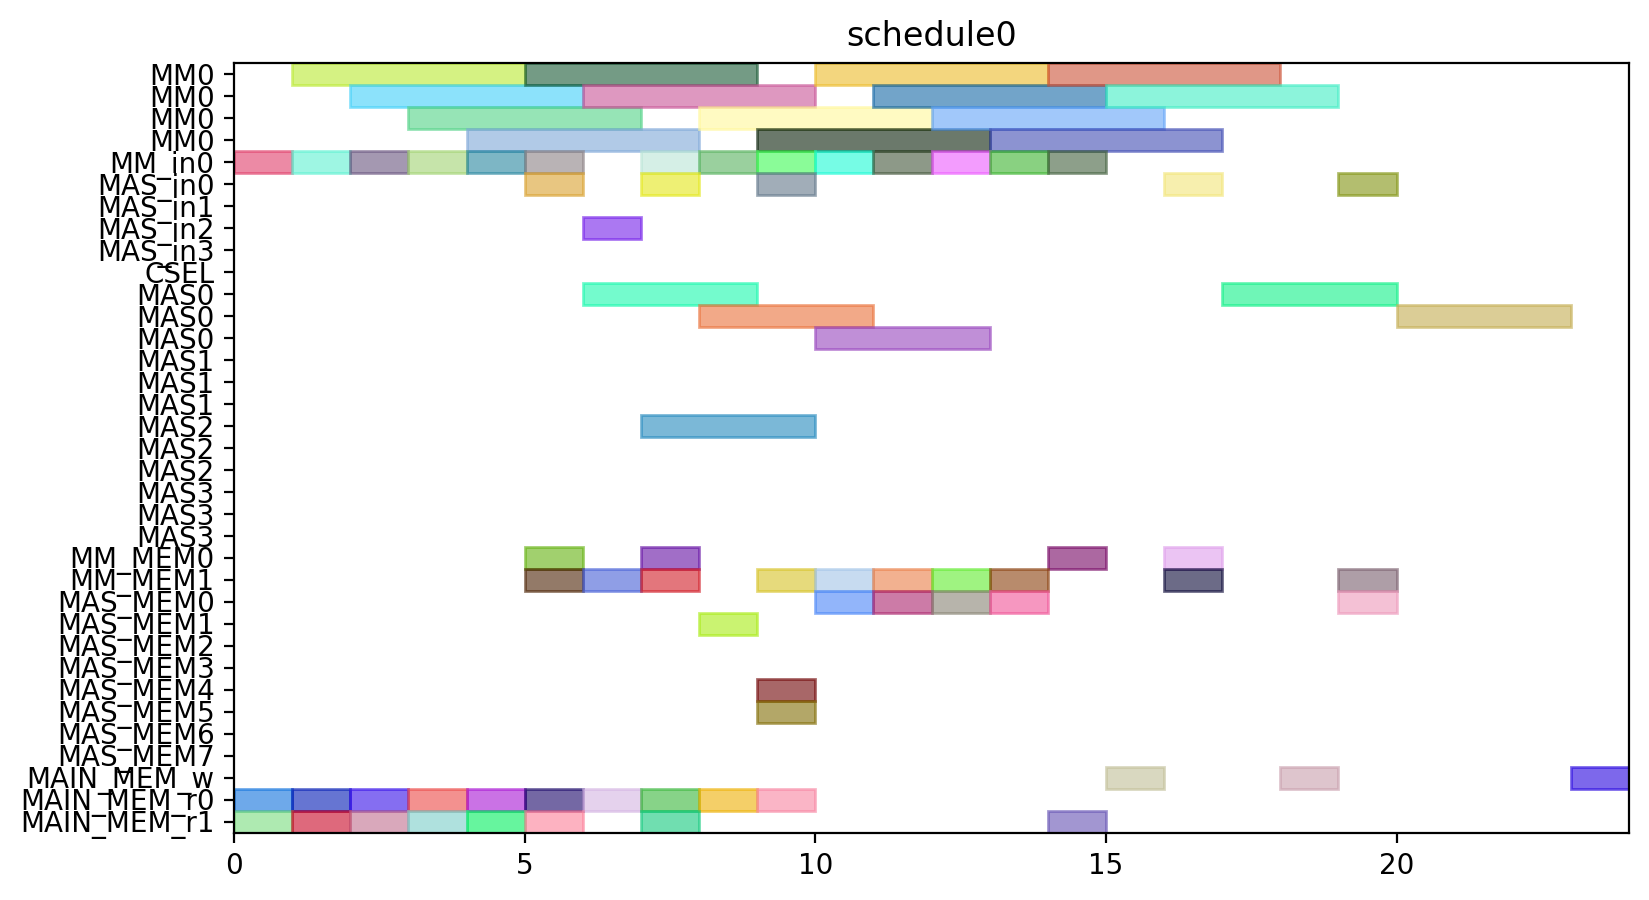 schedule0
MM0
MM0
MM0
MM0
MM_in0
MAS_in0
MAS_in1
MAS_in2
MAS_in3
CSEL
MAS0
MAS0
MAS0
MAS1
MAS1
MAS1
MAS2
MAS2
MAS2
MAS3
MAS3
MAS3
MM_MEM0
MM_MEM1
MAS_MEM0
MAS_MEM1
MAS_MEM2
MAS_MEM3
MAS_MEM4
MAS_MEM5
MAS_MEM6
MAS_MEM7
MAIN_MEM_w
MAIN_MEM_r0
MAIN_MEM_r1
0 5 10 15 20